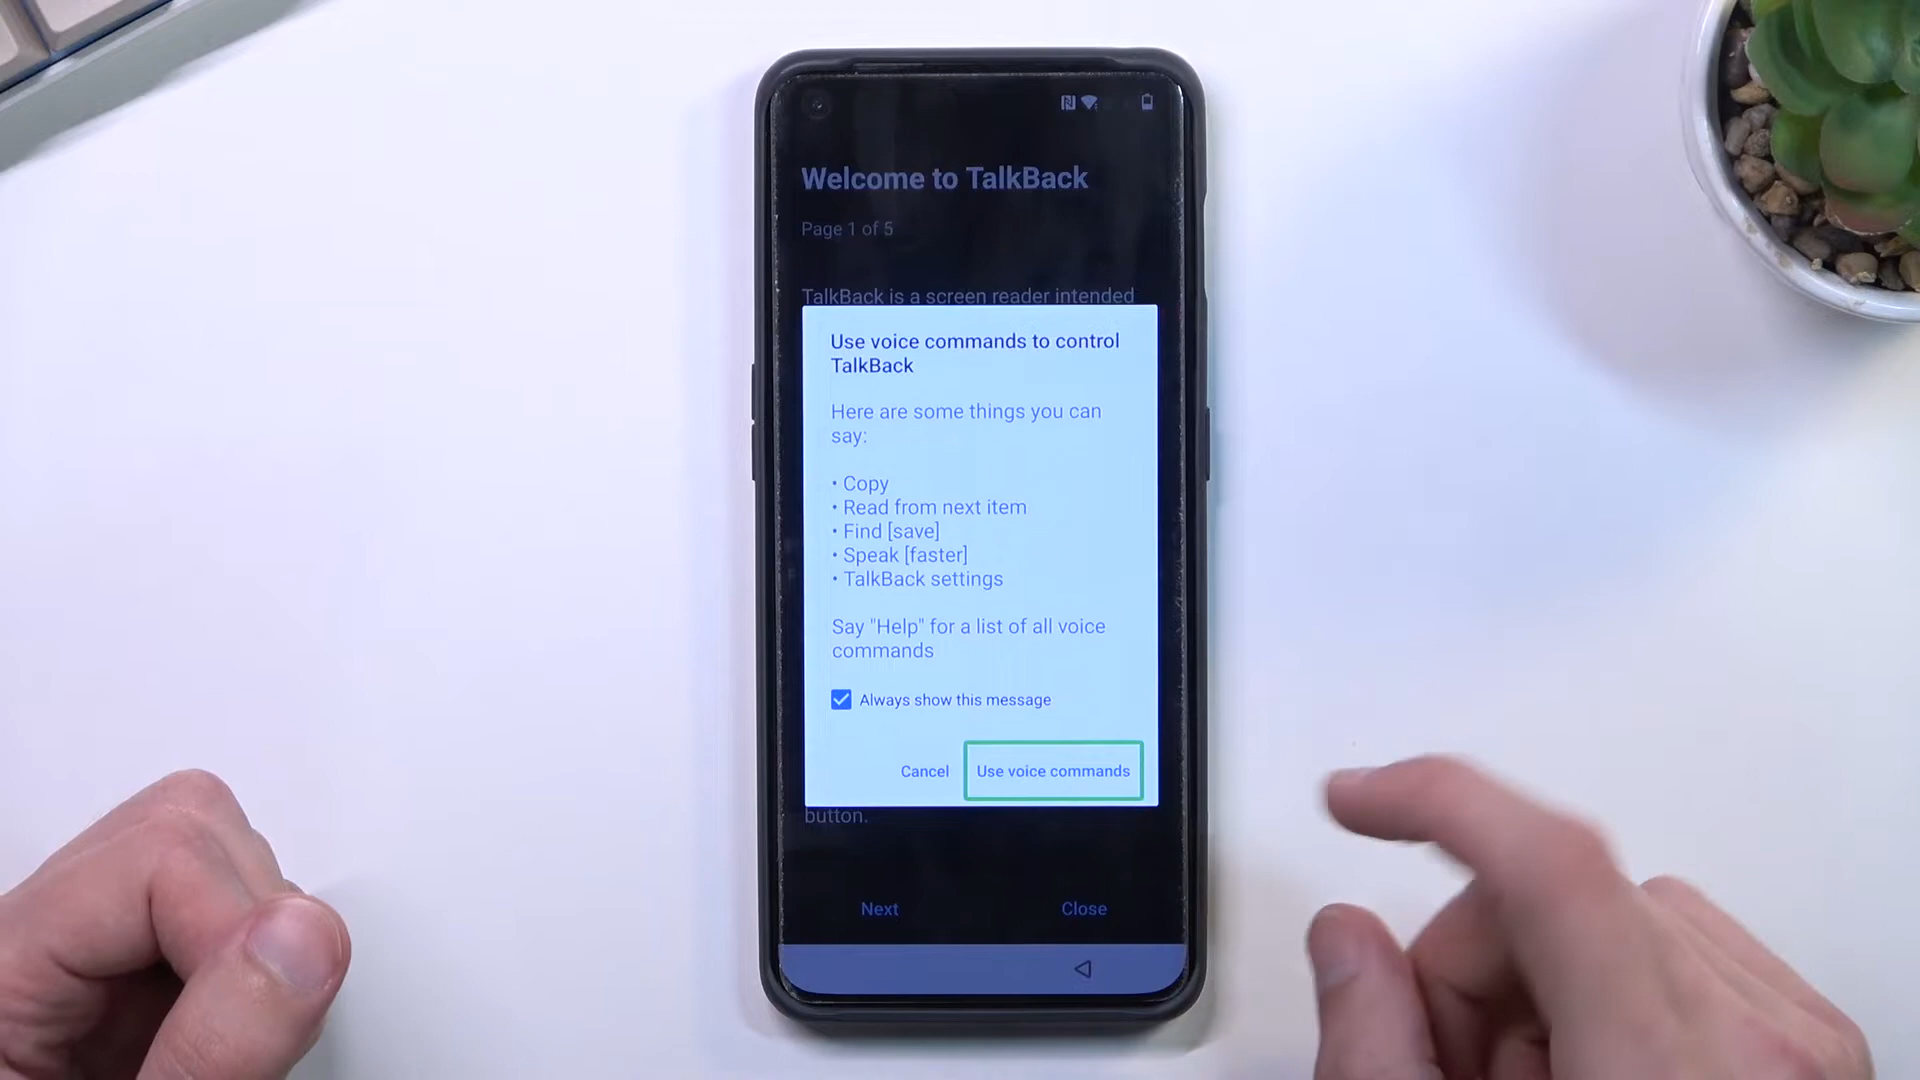 Welcome to TalkBack
Page 1 of 5
TalkBack is a screen reader intended
Use voice commands to control
TalkBack
Here are some things you can
say:
• Copy
• Read from next item
• Find [save]
• Speak [faster]
• TalkBack settings
Say "Help" for a list of all voice
commands
Always show this message
Cancel
Use voice commands
button.
Next
Close